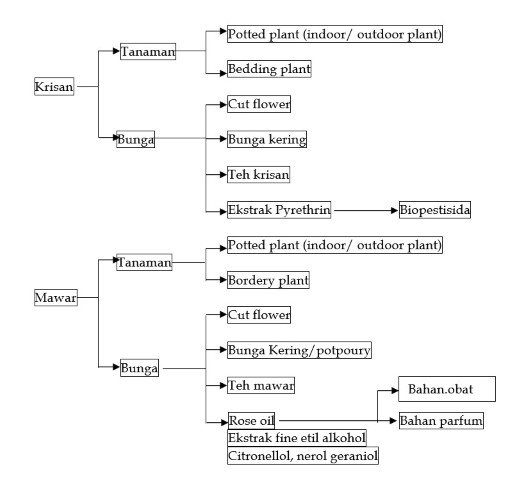 Potted plant (indoor/ outdoor plant)
Tanaman
Bedding plant
Krisan
Cut flower
Bunga
Bunga kering
Teh krisan
Ekstrak Pyrethrin
Biopestisida
Potted plant (indoor/ outdoor plant)
Tanaman
Bordery plant
Mawar
Cut flower
Bunga Kering/potpoury
Bunga
Teh mawar
Bahan.obat
Rose oil
Bahan parfum
Ekstrak fine etil alkohol
Citronellol, nerol geraniol